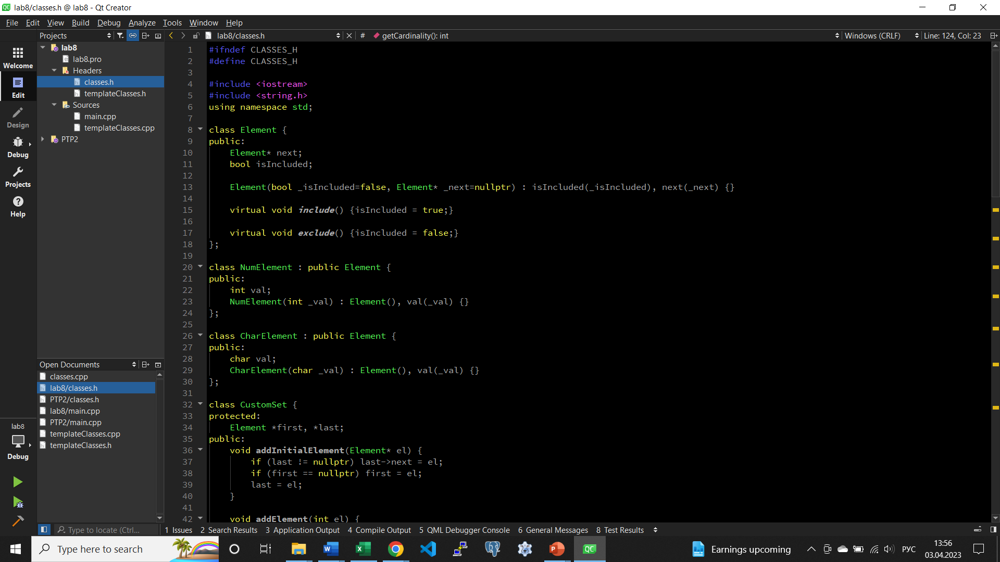 lab8/classes.h @ lab8 - Qt Creator
File Edit View Build Debug Analyze Tools Window Help
Projects
lab8/classes.h
#
getCardinality(): int
Windows (CRLF)
Line: 124, Col: 23
Welcome
Edit
Design
Debug
Projects
Help
lab8
Debug
lab8
lab8.pro
Headers
classes.h
templateClasses.h
Sources
main.cpp
templateClasses.cpp
PTP2
Open Documents
classes.cpp
lab8/classes.h
PTP2/classes.h
lab8/main.cpp
PTP2/main.cpp
templateClasses.cpp
templateClasses.h
1 #ifndef CLASSES_H
2 #define CLASSES_H
3
4 #include <iostream>
5 #include <string.h>
6 using namespace std;
7
8 class Element {
9 public:
10 Element* next;
11 bool isIncluded;
12
13 Element(bool _isIncluded=false, Element* _next=nullptr) : isIncluded(_isIncluded), next(_next) {}
14
15 virtual void include() {isIncluded = true;}
16
17 virtual void exclude() {isIncluded = false;}
18 };
19
20 class NumElement : public Element {
21 public:
22 int val;
23 NumElement(int _val) : Element(), val(_val) {}
24 };
25
26 class CharElement : public Element {
27 public:
28 char val;
29 CharElement(char _val) : Element(), val(_val) {}
30 };
31
32 class CustomSet {
33 protected:
34 Element *first, *last;
35 public:
36 void addInitialElement(Element* el) {
37 if (last != nullptr) last->next = el;
38 if (first == nullptr) first = el;
39 last = el;
40 }
41
42 void addElement(int el) {
Type to locate (Ctrl...
1 Issues 2 Search Results 3 Application Output 4 Compile Output 5 QML Debugger Console 6 General Messages 8 Test Results
Type here to search
Earnings upcoming
РУС
13:56
03.04.2023